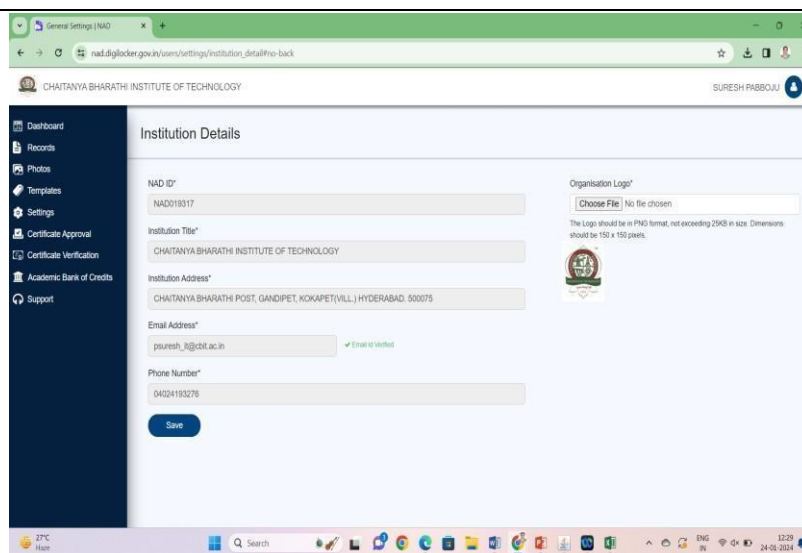 General Settings | NAD
nad.digilocker.gov.in/users/settings/institution_detail#no-back
CHAITANYA BHARATHI INSTITUTE OF TECHNOLOGY
SURESH PABBOJU
Dashboard
Records
Photos
Templates
Settings
Certificate Approval
Certificate Verification
Academic Bank of Credits
Support
Institution Details
NAD ID*
NAD019317
Institution Title*
CHAITANYA BHARATHI INSTITUTE OF TECHNOLOGY
Institution Address*
CHAITANYA BHARATHI POST, GANDIPET, KOKAPET(VILL.) HYDERABAD. 500075
Email Address*
psuresh_it@cbit.ac.in
Email Id Verified
Phone Number*
04024193276
Save
Organisation Logo*
Choose File No file chosen
The Logo should be in PNG format, not exceeding 25KB in size. Dimensions
should be 150 x 150 pixels.
27°C
Haze
Search
ENG
IN
12:29
24-01-2024